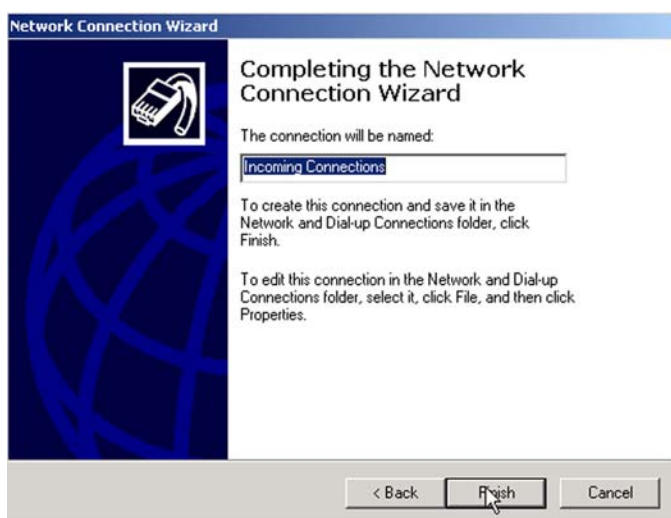 Network Connection Wizard
Completing the Network
Connection Wizard
The connection will be named:
Incoming Connections
To create this connection and save it in the
Network and Dial-up Connections folder, click
Finish.
To edit this connection in the Network and Dial-up
Connections folder, select it, click File, and then click
Properties.
< Back
Finish
Cancel